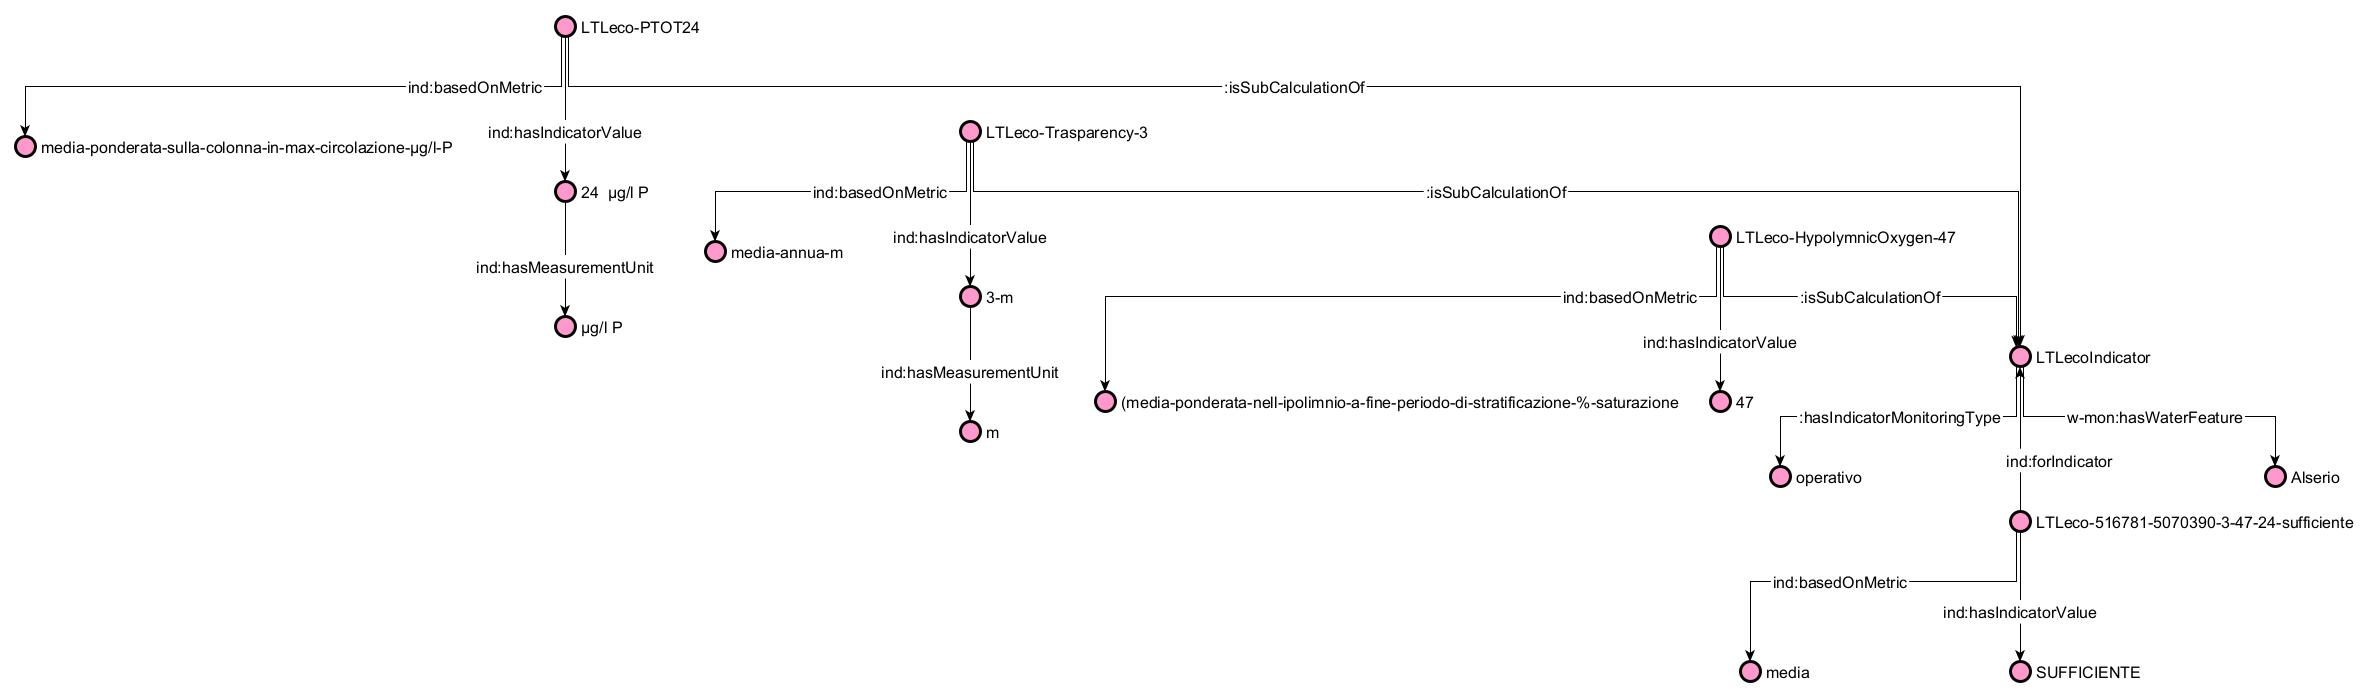 LTLeco-PTOT24
ind:basedOnMetric
:isSubCalculationOf
ind:hasIndicatorValue
LTLeco-Trasparency-3
media-ponderata-sulla-colonna-in-max-circolazione-µg/l-P
24  µg/l P
ind:basedOnMetric
:isSubCalculationOf
ind:hasIndicatorValue
LTLeco-HypolymnicOxygen-47
media-annua-m
ind:hasMeasurementUnit
3-m
ind:basedOnMetric
:isSubCalculationOf
µg/l P
ind:hasIndicatorValue
LTLecoIndicator
ind:hasMeasurementUnit
(media-ponderata-nell-ipolimnio-a-fine-periodo-di-stratificazione-%-saturazione
47
:hasIndicatorMonitoringType
w-mon:hasWaterFeature
m
ind:forIndicator
operativo
Alserio
LTLeco-516781-5070390-3-47-24-sufficiente
ind:basedOnMetric
ind:hasIndicatorValue
media
SUFFICIENTE